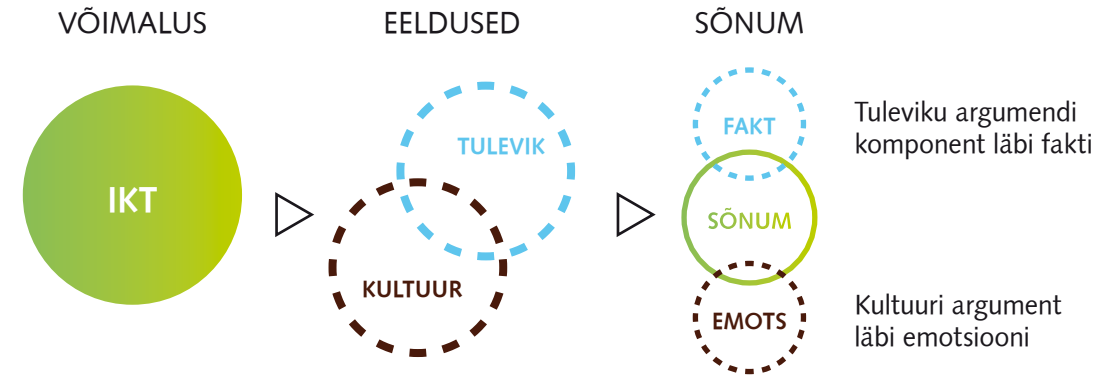 VÕIMALUS
EELDUSED
SÕNUM
IKT
TULEVIK
KULTUUR
FAKT
SÕNUM
EMOTS
Tuleviku argumendi
komponent läbi fakti
Kultuuri argument
läbi emotsiooni